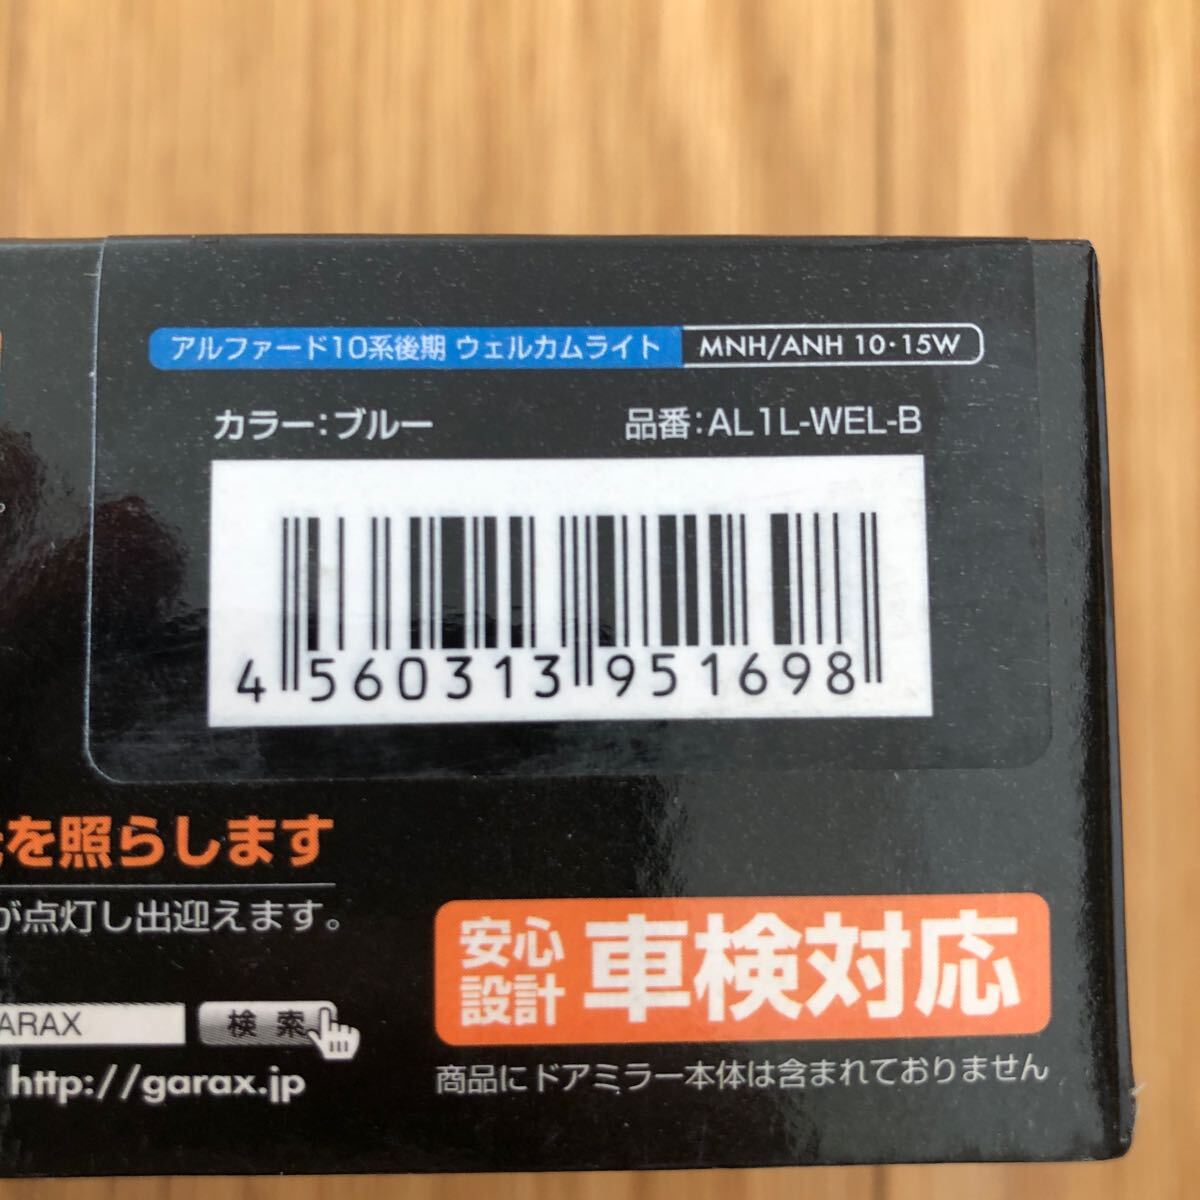 アルファード10系後期 ウェルカムライト MNH/ANH 10・15W
カラー：ブルー 品番：AL1L-WEL-B
4 560313 951698
を照らします
が点灯し出迎えます。
安心設計 車検対応
ARAX 検 索
http://garax.jp
商品にドアミラー本体は含まれておりません